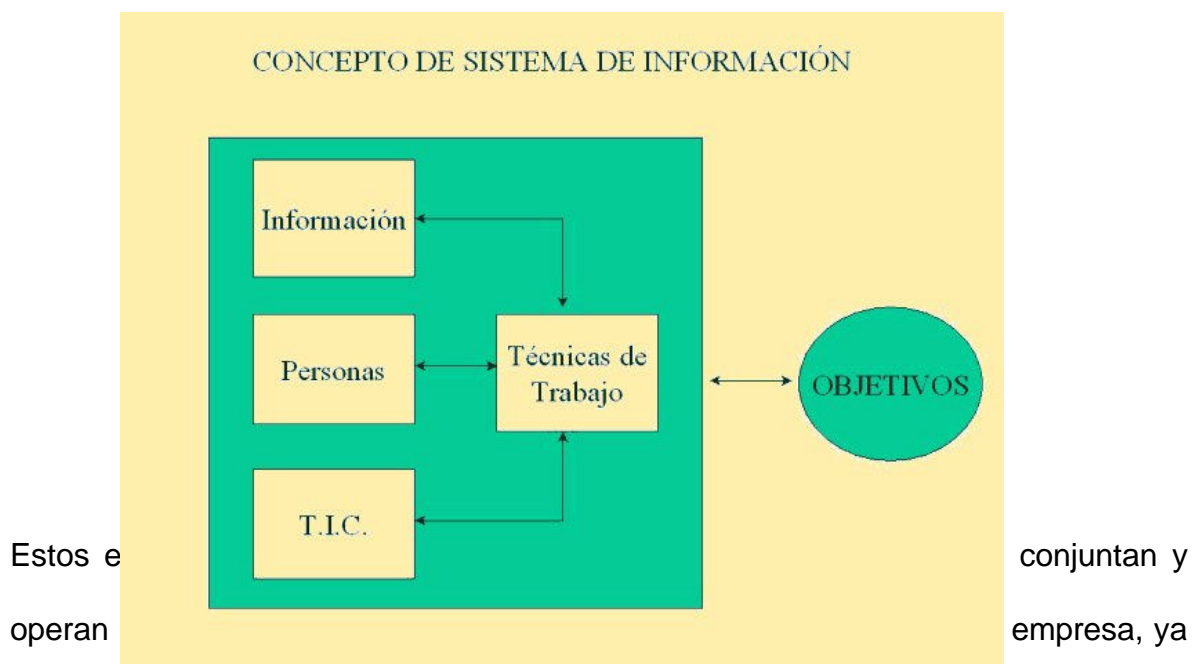 CONCEPTO DE SISTEMA DE INFORMACIÓN
Información
Personas
Técnicas de
Trabajo
OBJETIVOS
T.I.C.
Estos e conjuntan y
operan empresa, ya